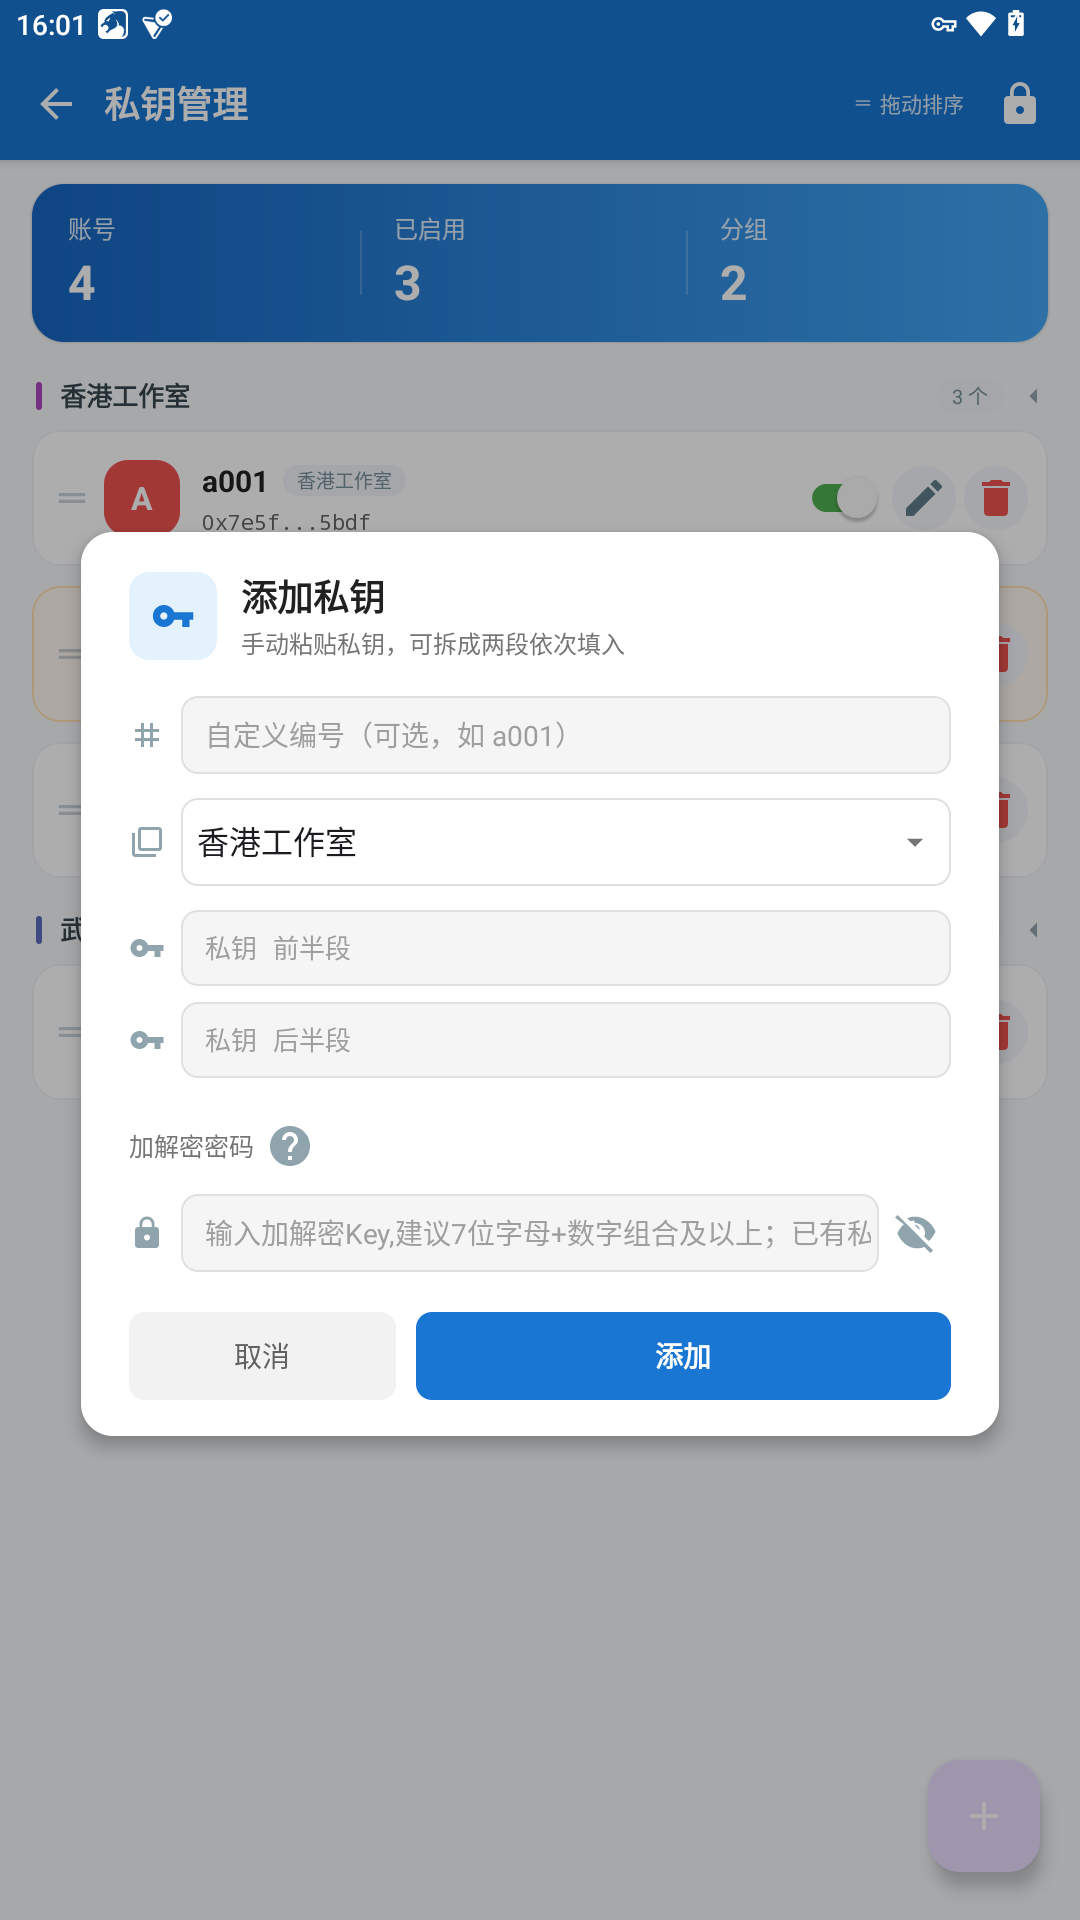 16:01
私钥管理
拖动排序
账号
已启用
分组
4
3
2
香港工作室
3 个
A
a001
香港工作室
0x7e5f...5bdf
添加私钥
手动粘贴私钥，可拆成两段依次填入
自定义编号（可选，如 a001）
香港工作室
私钥 前半段
武
私钥 后半段
加解密密码
输入加解密Key,建议7位字母+数字组合及以上；已有私
取消
添加